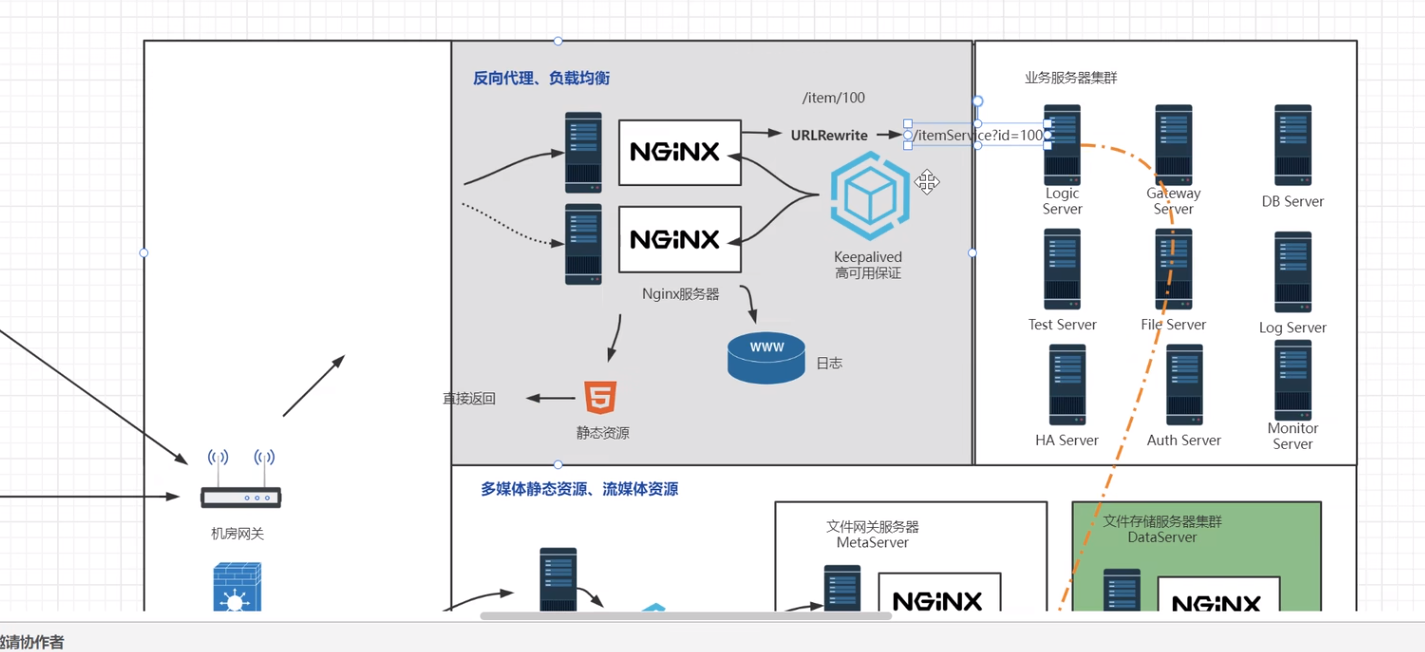 反向代理、负载均衡
/item/100
URLRewrite
/itemService?id=100
NGINX
NGINX
Keepalived
高可用保证
Nginx服务器
www
日志
直接返回
5
静态资源
业务服务器集群
Logic
Server
Gateway
Server
DB Server
Test Server
File Server
Log Server
HA Server
Auth Server
Monitor
Server
机房网关
多媒体静态资源、流媒体资源
文件网关服务器
MetaServer
NGINX
文件存储服务器集群
DataServer
NGINX
邀请协作者